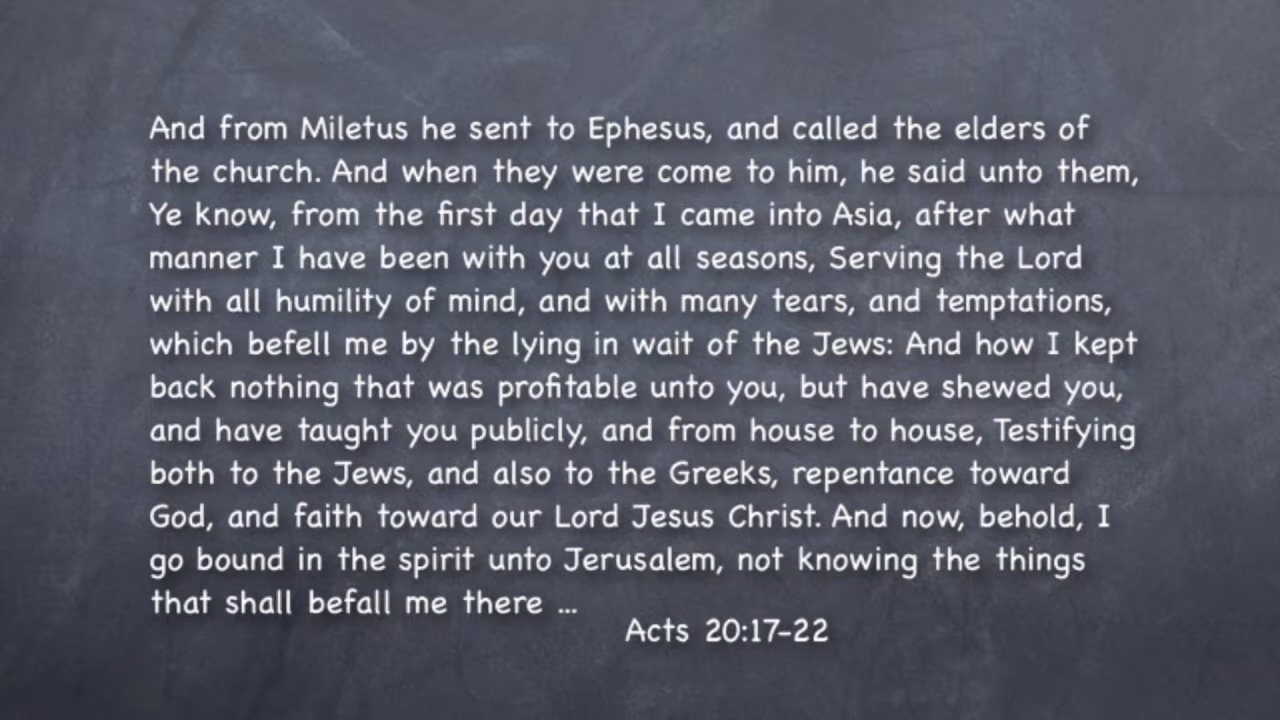 And from Miletus he sent to Ephesus, and called the elders of
the church. And when they were come to him, he said unto them,
Ye know, from the first day that I came into Asia, after what
manner I have been with you at all seasons, Serving the Lord
with all humility of mind, and with many tears, and temptations,
which befell me by the lying in wait of the Jews: And how I kept
back nothing that was profitable unto you, but have shewed you,
and have taught you publicly, and from house to house, Testifying
both to the Jews, and also to the Greeks, repentance toward
God, and faith toward our Lord Jesus Christ. And now, behold, I
go bound in the spirit unto Jerusalem, not knowing the things
that shall befall me there ...
Acts 20:17-22